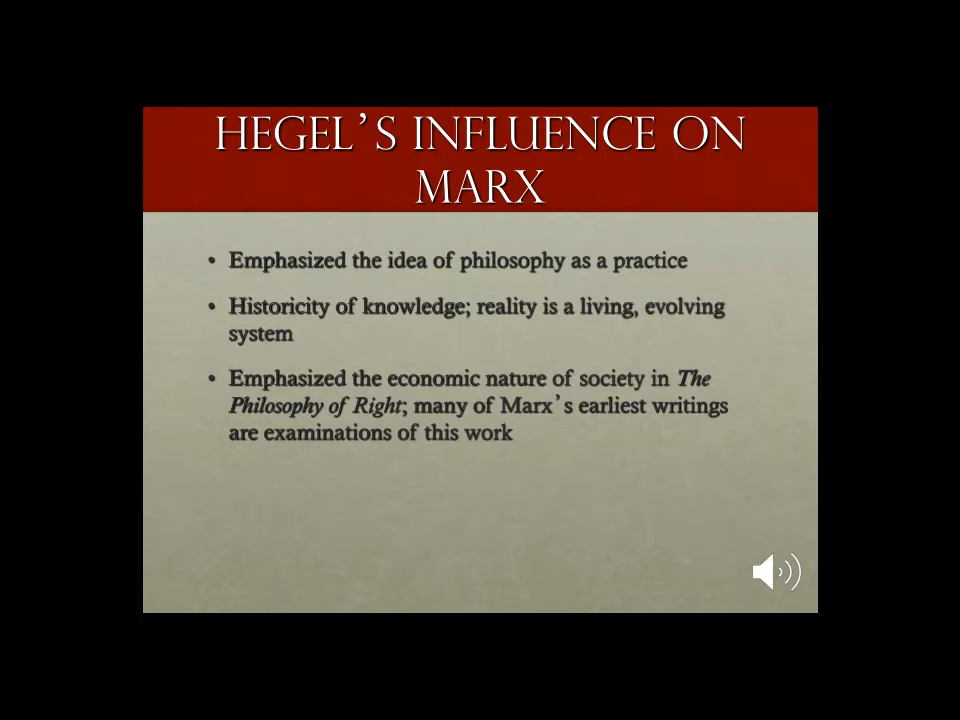 HEGEL’S INFLUENCE ON
MARX
• Emphasized the idea of philosophy as a practice
• Historicity of knowledge; reality is a living, evolving
system
• Emphasized the economic nature of society in The
Philosophy of Right; many of Marx’s earliest writings
are examinations of this work